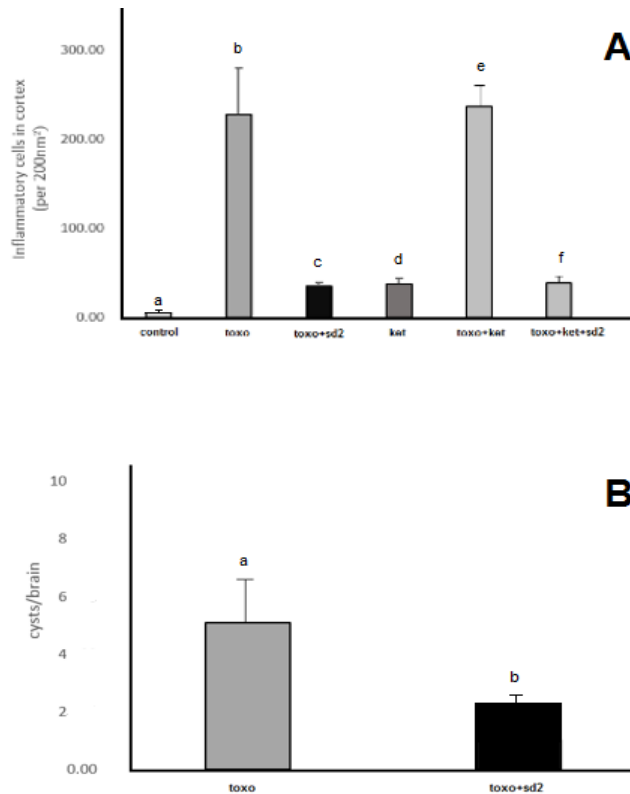 A
Inflammatory cells in cortex
(per 200nm²)
300.00
200.00
100.00
0.00
a
b
c
d
e
f
control
toxo
toxo+sd2
ket
toxo+ket
toxo+ket+sd2
B
cysts/brain
10
8
6
4
2
0.00
a
b
toxo
toxo+sd2